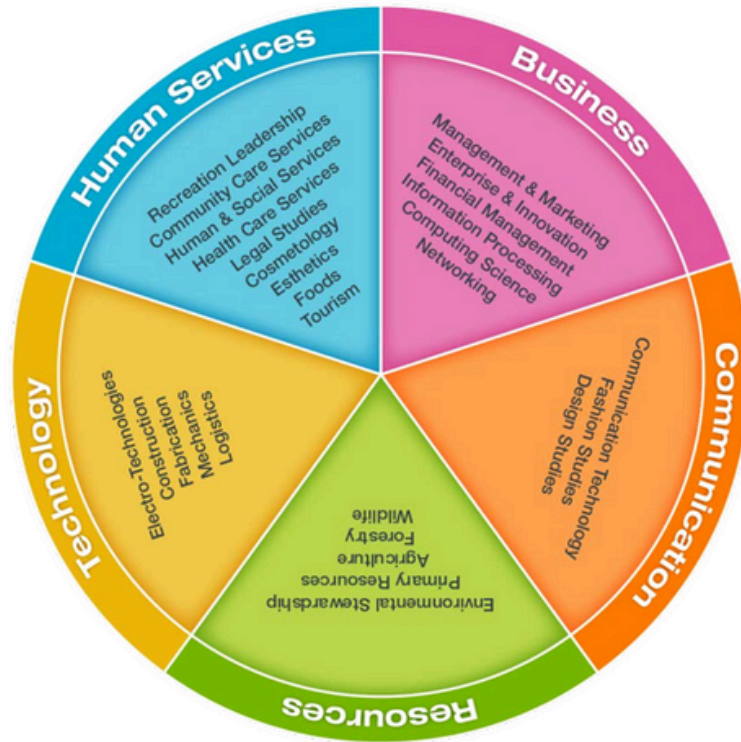 Human Services
Recreation Leadership
Community Care Services
Human & Social Services
Health Care Services
Legal Studies
Cosmetology
Esthetics
Foods
Tourism
Business
Management & Marketing
Enterprise & Innovation
Financial Management
Information Processing
Computing Science
Networking
Communication
Communication Technology
Fashion Studies
Design Studies
Resources
Environmental Stewardship
Primary Resources
Agriculture
Forestry
Wildlife
Technology
Electro-Technologies
Construction
Fabrication
Mechanics
Logistics